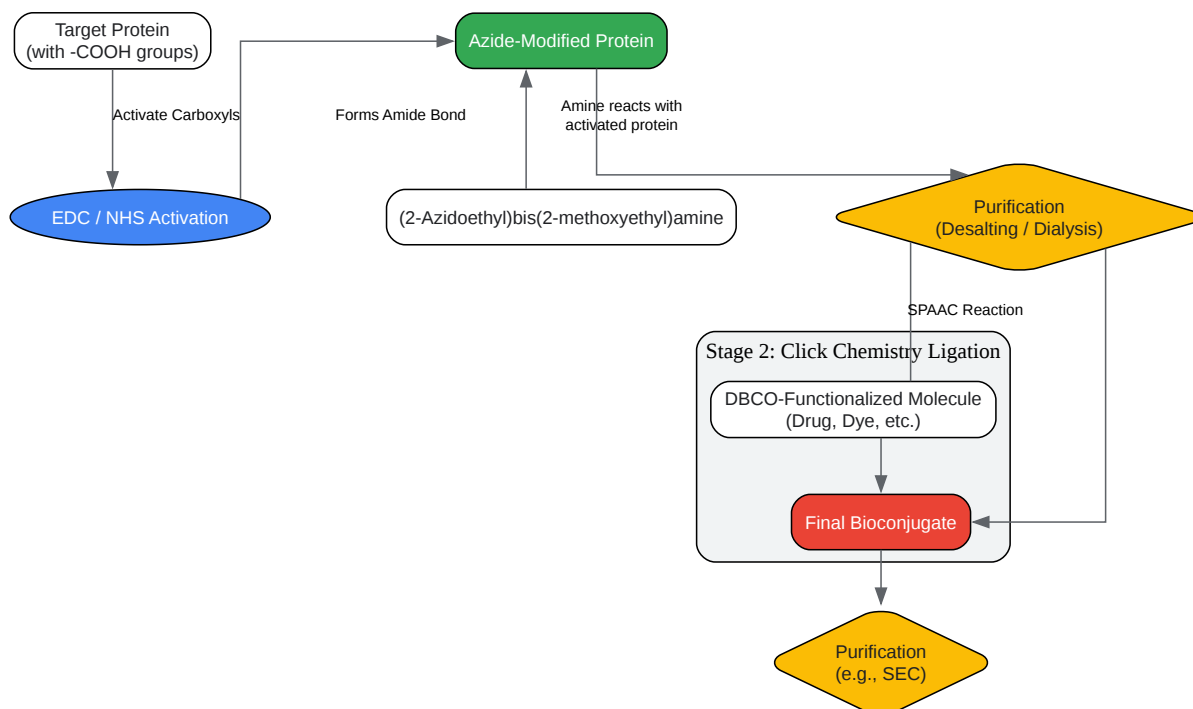 Target Protein
(with -COOH groups)
Azide-Modified Protein
Activate Carboxyls
Forms Amide Bond
Amine reacts with
activated protein
EDC / NHS Activation
(2-Azidoethyl)bis(2-methoxyethyl)amine
Purification
(Desalting / Dialysis)
SPAAC Reaction
Stage 2: Click Chemistry Ligation
DBCO-Functionalized Molecule
(Drug, Dye, etc.)
Final Bioconjugate
Purification
(e.g., SEC)